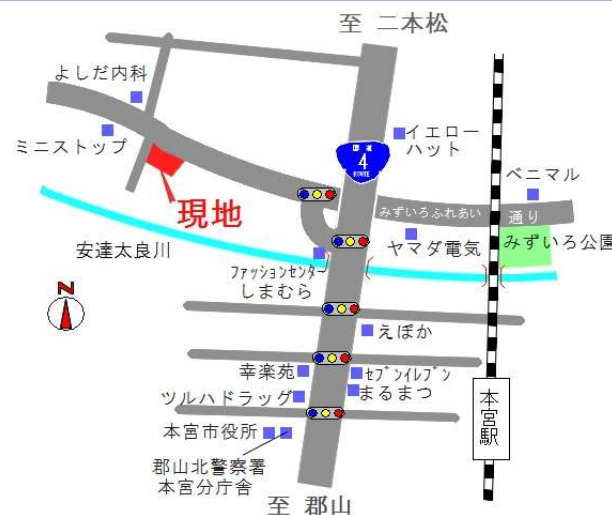 至 二本松
よしだ内科
ミニストップ
イエロー
ハット
国道
4
ROUTE
ベニマル
現地
みずいろふれあい
通り
安達太良川
ヤマダ電気
みずいろ公園
ファッションセンター
しまむら
N
えぽか
幸楽苑
セブンイレブン
ツルハドラッグ
まるまつ
本宮駅
本宮市役所
郡山北警察署
本宮分庁舎
至 郡山